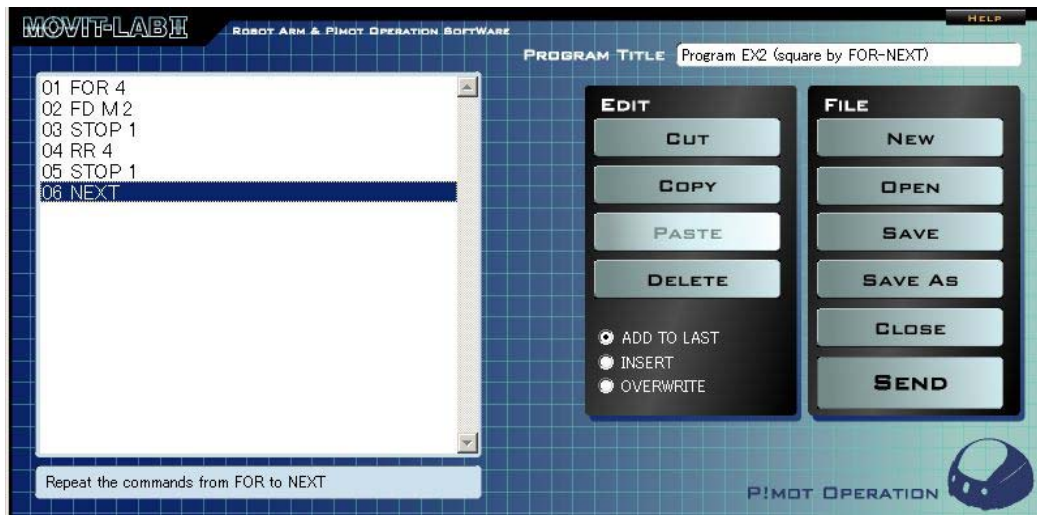 HELP
MOVIT-LAB II
ROBOT ARM & PIMOT OPERATION SOFTWARE
PROGRAM TITLE Program EX2 (square by FOR-NEXT)
01 FOR 4
02 FD M 2
03 STOP 1
04 RR 4
05 STOP 1
06 NEXT
Repeat the commands from FOR to NEXT
EDIT
CUT
COPY
PASTE
DELETE
ADD TO LAST
INSERT
OVERWRITE
FILE
NEW
OPEN
SAVE
SAVE AS
CLOSE
SEND
P!MOT OPERATION